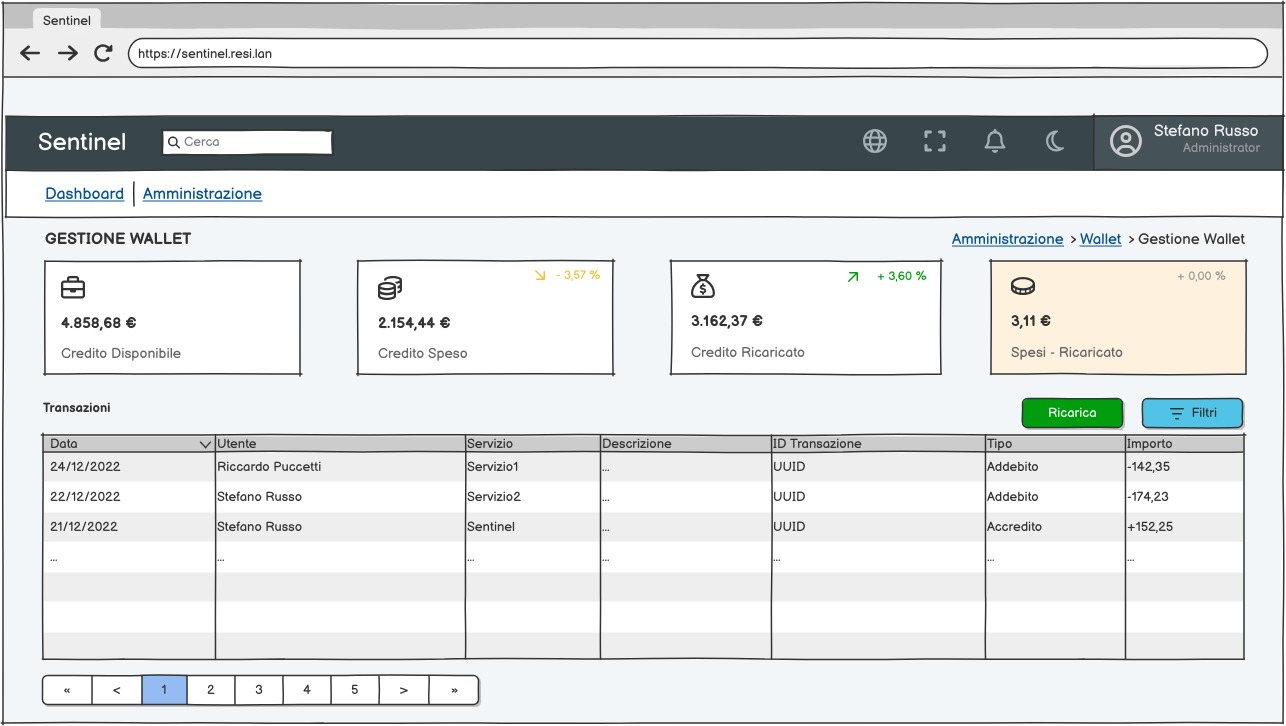 Sentinel
https://sentinel.resi.lan
Sentinel
Cerca
Stefano Russo
Administrator
Dashboard
Amministrazione
GESTIONE WALLET
Amministrazione > Wallet > Gestione Wallet
4.858,68 €
Credito Disponibile
- 3,57 %
2.154,44 €
Credito Speso
+ 3,60 %
3.162,37 €
Credito Ricaricato
+ 0,00 %
3,11 €
Spesi - Ricaricato
Transazioni
Ricarica
Filtri
Data Utente Servizio Descrizione ID Transazione Tipo Importo
24/12/2022 Riccardo Puccetti Servizio1 ... UUID Addebito -142,35
22/12/2022 Stefano Russo Servizio2 ... UUID Addebito -174,23
21/12/2022 Stefano Russo Sentinel ... UUID Accredito +152,25
... ... ... ... ... ... ...
« < 1 2 3 4 5 > »